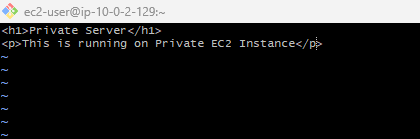 ec2-user@ip-10-0-2-129:~
<h1>Private Server</h1>
<p>This is running on Private EC2 Instance</p>
~
~
~
~
~
~